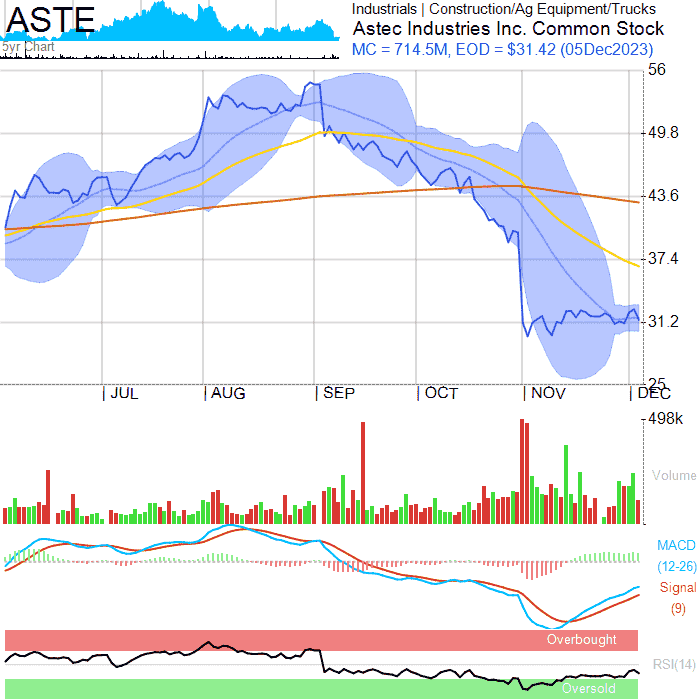 ASTE
5yr Chart
Industrials | Construction/Ag Equipment/Trucks
Astec Industries Inc. Common Stock
MC = 714.5M, EOD = $31.42 (05Dec2023)
56
49.8
43.6
37.4
31.2
25
JUL AUG SEP OCT NOV DEC
498k
Volume
MACD
(12-26)
Signal
(9)
Overbought
RSI(14)
Oversold